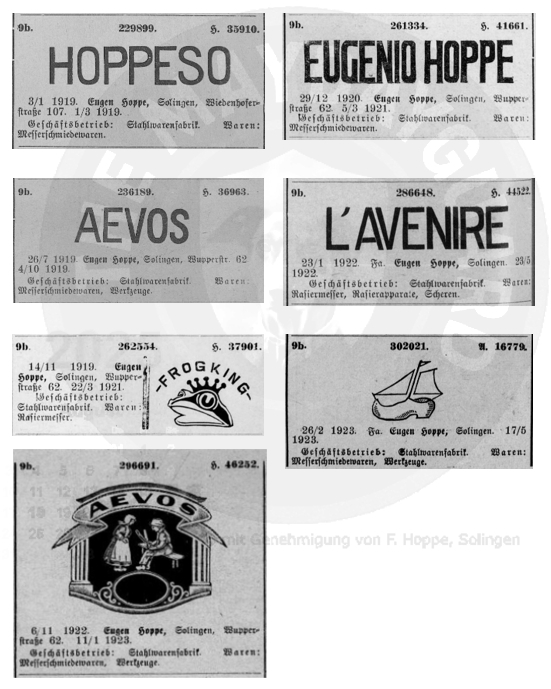 9b. 229899. H. 35910.
HOPPESO
3/1 1919. Eugen Hoppe, Solingen, Wiedenhofer-
straße 107. 1/3 1919.
Geschäftsbetrieb: Stahlwarenfabrik. Waren:
Messerschmiedewaren.
9b. 261334. H. 41661.
EUGENIO HOPPE
29/12 1920. Eugen Hoppe, Solingen, Wupper-
straße 62. 5/3 1921.
Geschäftsbetrieb: Stahlwarenfabrik. Waren:
Messerschmiedewaren.
9b. 236189. H. 36963.
AEVOS
26/7 1919. Eugen Hoppe, Solingen, Wupperstr. 62
4/10 1919.
Geschäftsbetrieb: Stahlwarenfabrik. Waren:
Messerschmiedewaren, Werkzeuge.
9b. 286648. H. 44522.
L'AVENIRE
23/1 1922. Fa. Eugen Hoppe, Solingen. 23/5
1922.
Geschäftsbetrieb: Stahlwarenfabrik. Waren:
Rasiermesser, Rasierapparate, Scheren.
9b. 262554. H. 37901.
14/11 1919. Eugen
Hoppe, Solingen, Wupper-
straße 62. 22/3 1921.
Geschäftsbetrieb:
Stahlwarenfabrik. Waren:
Rasiermesser.
-FROGKING-
9b. 302021. A. 16779.
26/2 1923. Fa. Eugen Hoppe, Solingen. 17/5
1923.
Geschäftsbetrieb: Stahlwarenfabrik. Waren:
Messerschmiedewaren, Werkzeuge.
9b. 296691. H. 46252.
AEVOS
6/11 1922. Eugen Hoppe, Solingen, Wupper-
straße 62. 11/1 1923.
Geschäftsbetrieb: Stahlwarenfabrik. Waren:
Messerschmiedewaren, Werkzeuge.
mit Genehmigung von F. Hoppe, Solingen